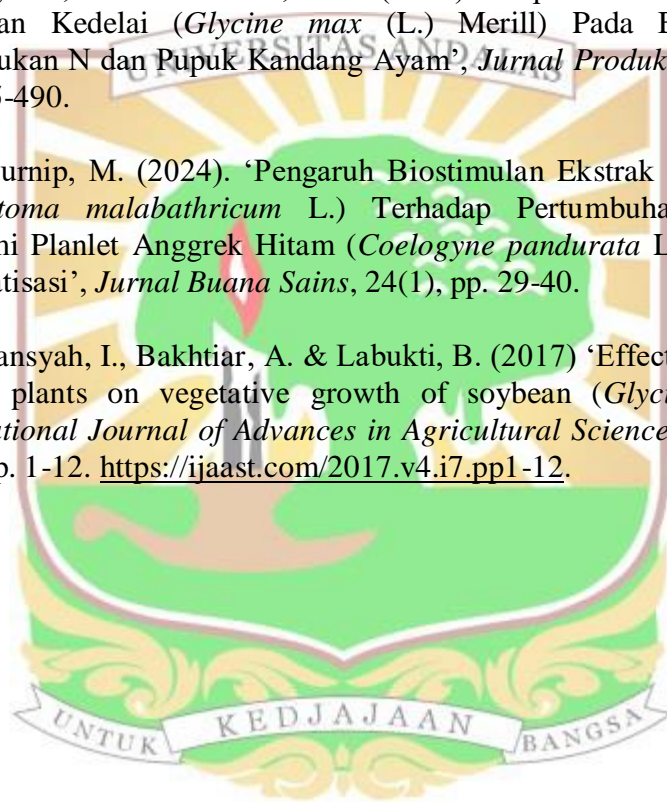 an Kedelai (Glycine max (L.) Merill) Pada
ukan N dan Pupuk Kandang Ayam’, Jurnal Produk
-490.
UNIVERSITAS ANDALAS
urnip, M. (2024). ‘Pengaruh Biostimulan Ekstrak
toma malabathricum L.) Terhadap Pertumbuha
ni Planlet Anggrek Hitam (Coelogyne pandurata L
atisasi’, Jurnal Buana Sains, 24(1), pp. 29-40.
ansyah, I., Bakhtiar, A. & Labukti, B. (2017) ‘Effect
plants on vegetative growth of soybean (Glyci
ational Journal of Advances in Agricultural Science
p. 1-12. https://ijaast.com/2017.v4.i7.pp1-12.
UNTUK KEDJAJAAN BANGSA